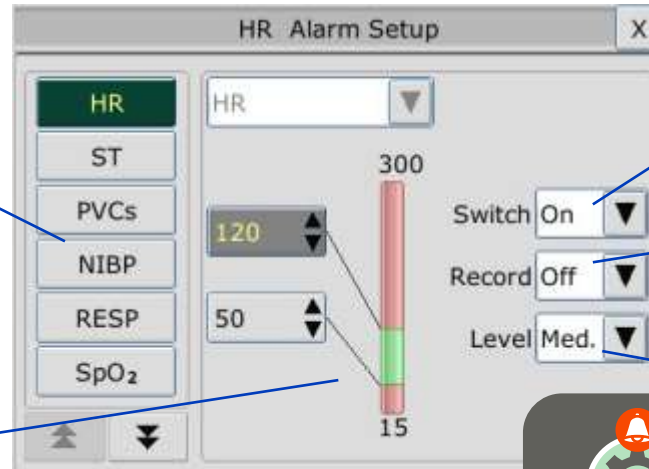 HR Alarm Setup X
HR
ST
PVCs
NIBP
RESP
SpO₂
HR
300
120
50
15
Switch On
Record Off
Level Med.